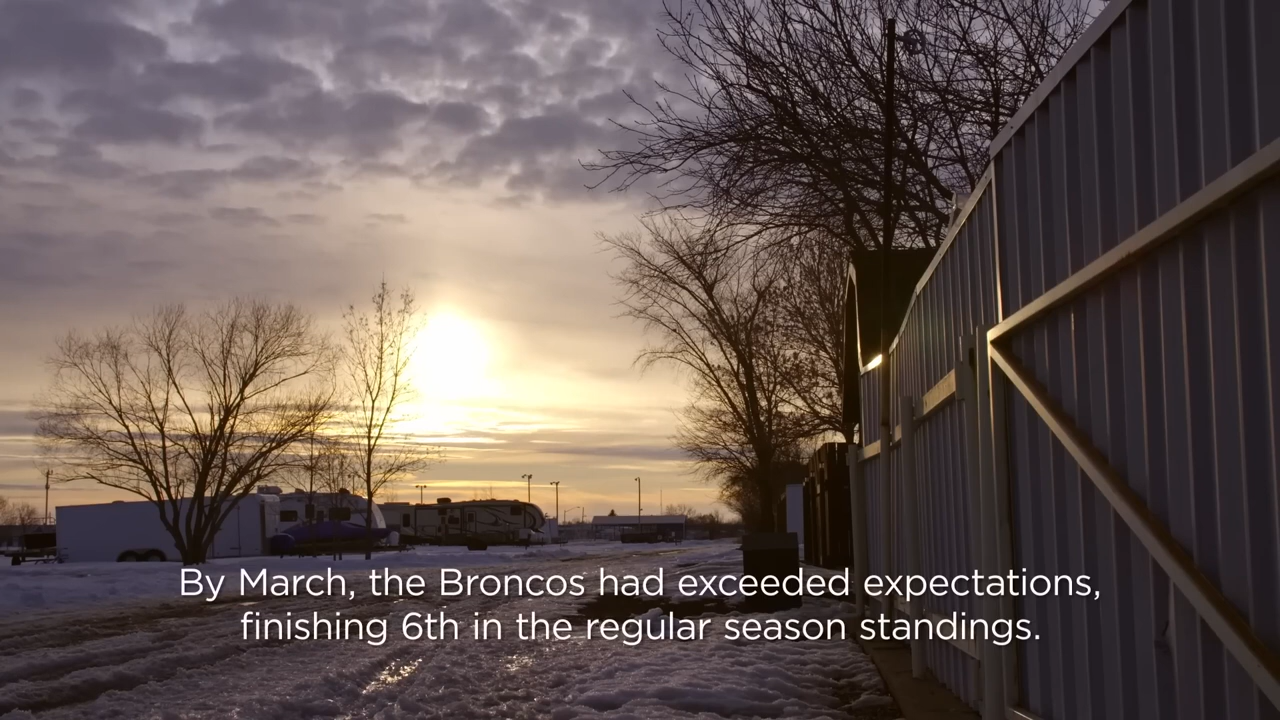 By March, the Broncos had exceeded expectations,
finishing 6th in the regular season standings.